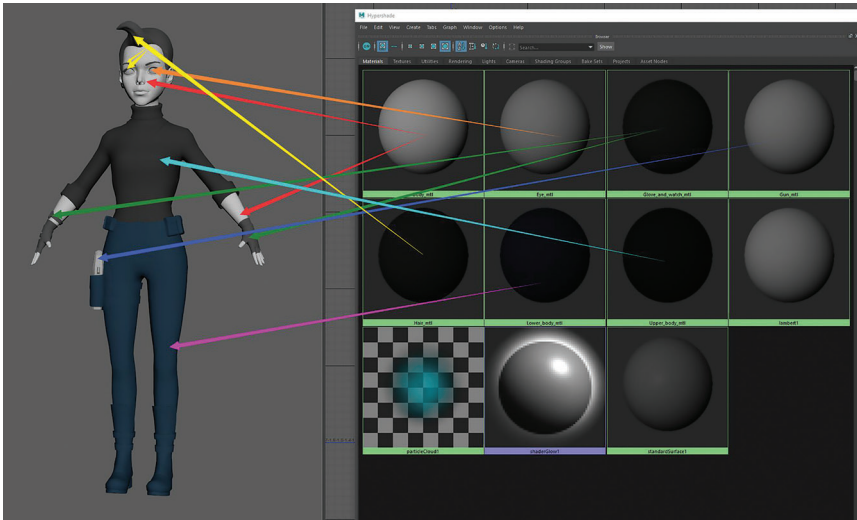 Hypershade
File Edit View Create Tabs Graph Window Options Help
Browser
Search...
Show
Materials Textures Utilities Rendering Lights Cameras Shading Groups Bake Sets Projects Asset Nodes
Eye_mtl Glove_and_watch_mtl Gun_mtl
Hair_mtl Lower_body_mtl Upper_body_mtl lambert1
particleCloud1 shaderGlow1 standardSurface1